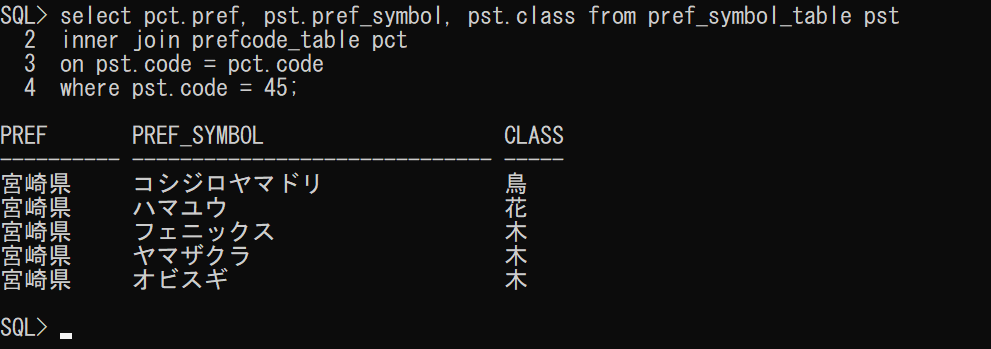 SQL> select pct.pref, pst.pref_symbol, pst.class from pref_symbol_table pst
  2  inner join prefcode_table pct
  3  on pst.code = pct.code
  4  where pst.code = 45;
PREF       PREF_SYMBOL                    CLASS
---------- ------------------------------ -----
宮崎県     コシジロヤマドリ               鳥
宮崎県     ハマユウ                       花
宮崎県     フェニックス                   木
宮崎県     ヤマザクラ                     木
宮崎県     オビスギ                       木
SQL>